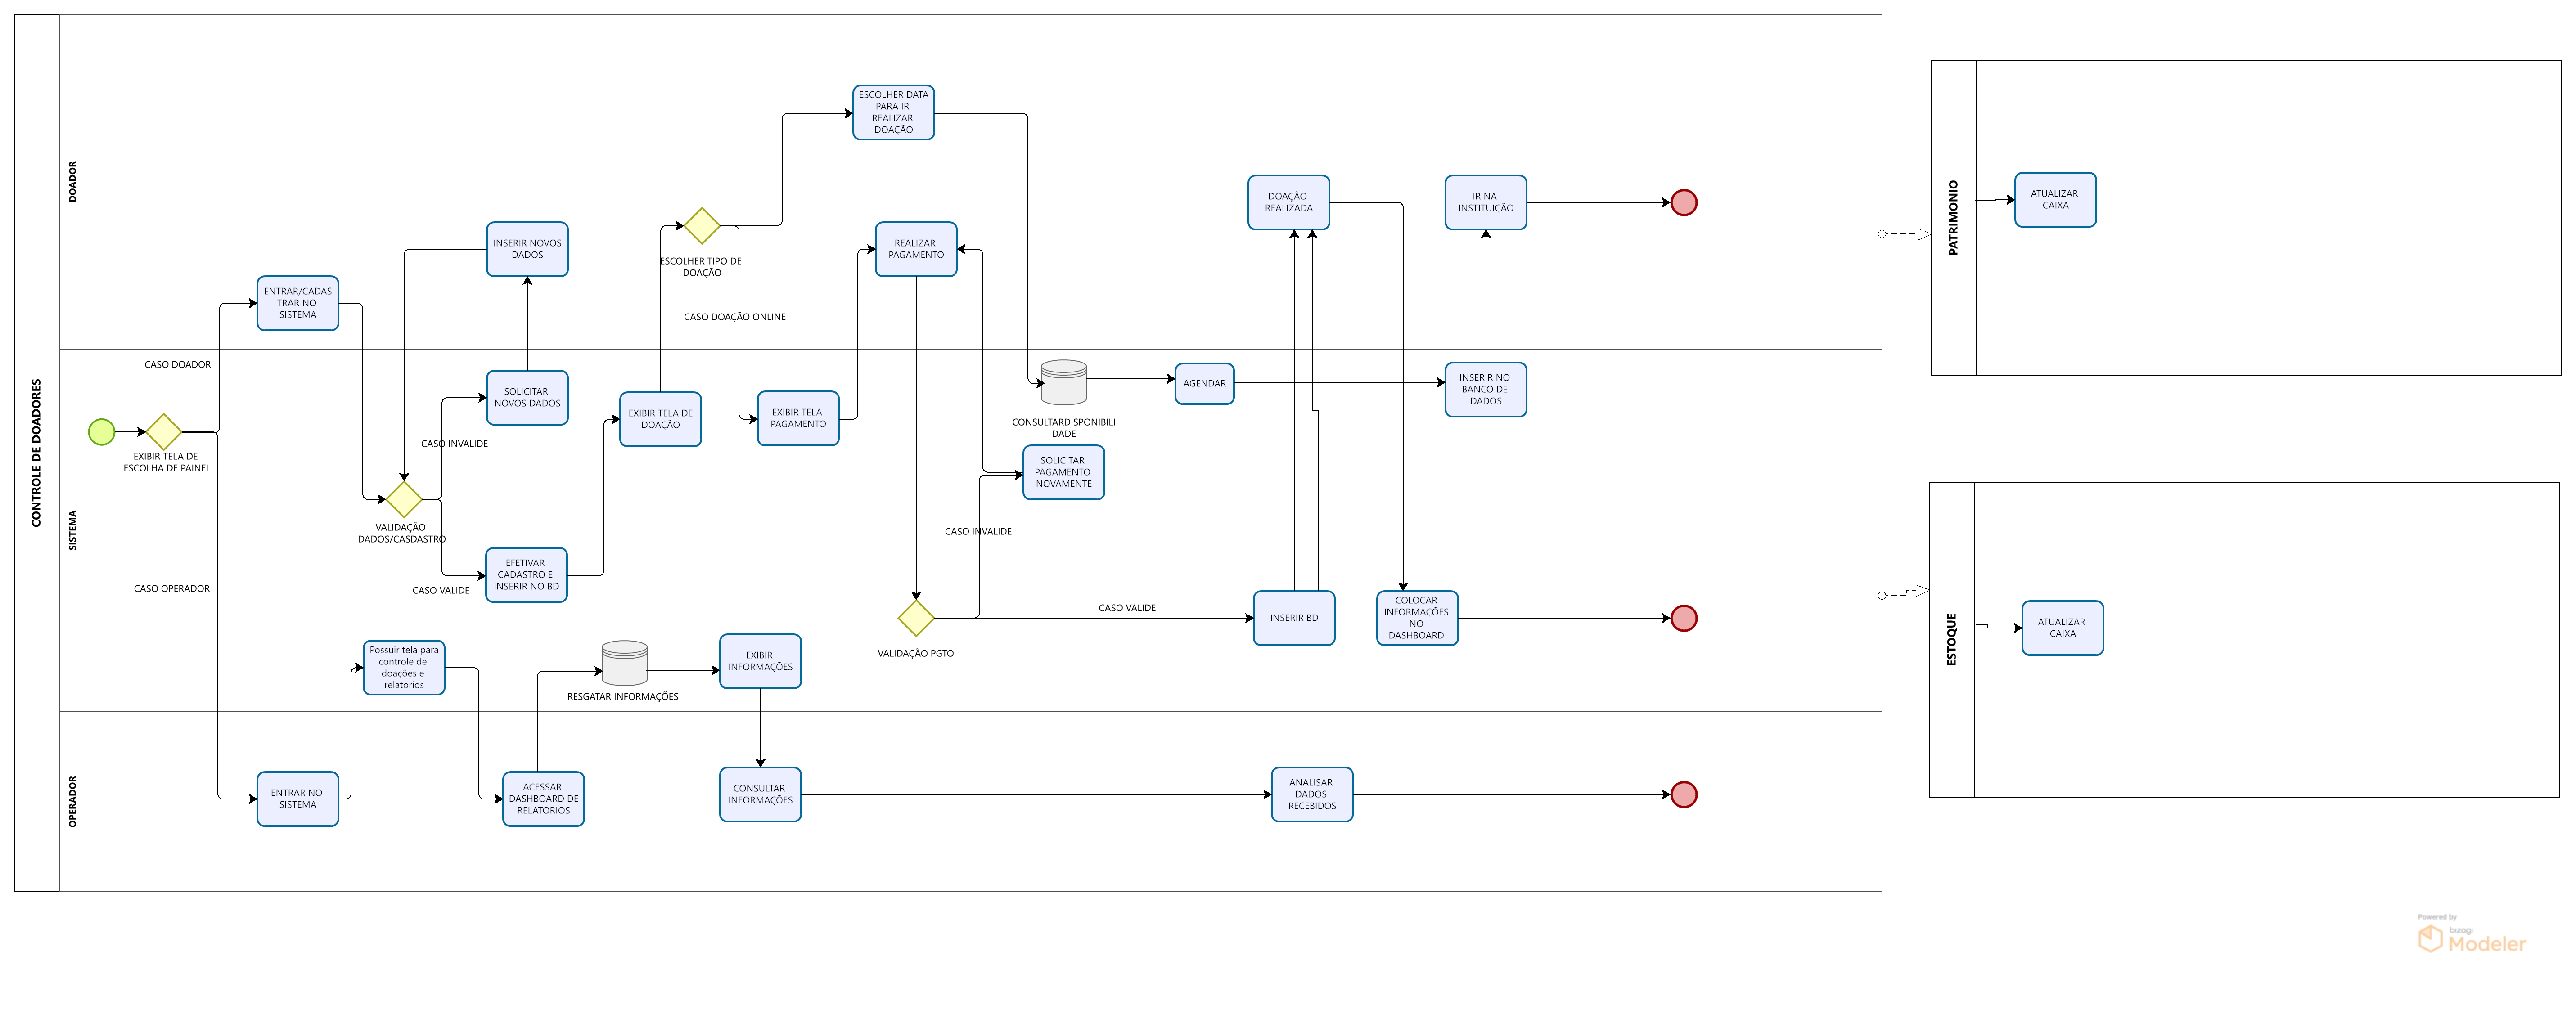 CONTROLE DE DOADORES
DOADOR
ESCOLHER DATA
PARA IR
REALIZAR
DOAÇÃO
DOAÇÃO
REALIZADA
IR NA
INSTITUIÇÃO
INSERIR NOVOS
DADOS
ESCOLHER TIPO DE
DOAÇÃO
REALIZAR
PAGAMENTO
ENTRAR/CADAS
TRAR NO
SISTEMA
CASO DOAÇÃO ONLINE
SISTEMA
CASO DOADOR
EXIBIR TELA DE
ESCOLHA DE PAINEL
CASO OPERADOR
SOLICITAR
NOVOS DADOS
CASO INVALIDE
VALIDAÇÃO
DADOS/CASDASTRO
CASO VALIDE
EFETIVAR
CADASTRO E
INSERIR NO BD
EXIBIR TELA DE
DOAÇÃO
EXIBIR TELA
PAGAMENTO
CONSULTARDISPONIBILI
DADE
AGENDAR
INSERIR NO
BANCO DE
DADOS
SOLICITAR
PAGAMENTO
NOVAMENTE
CASO INVALIDE
CASO VALIDE
VALIDAÇÃO PGTO
INSERIR BD
COLOCAR
INFORMAÇÕES
NO
DASHBOARD
Possuir tela para
controle de
doações e
relatorios
RESGATAR INFORMAÇÕES
EXIBIR
INFORMAÇÕES
OPERADOR
ENTRAR NO
SISTEMA
ACESSAR
DASHBOARD DE
RELATORIOS
CONSULTAR
INFORMAÇÕES
ANALISAR
DADOS
RECEBIDOS
PATRIMONIO
ATUALIZAR
CAIXA
ESTOQUE
ATUALIZAR
CAIXA
Powered by
bizagi
Modeler